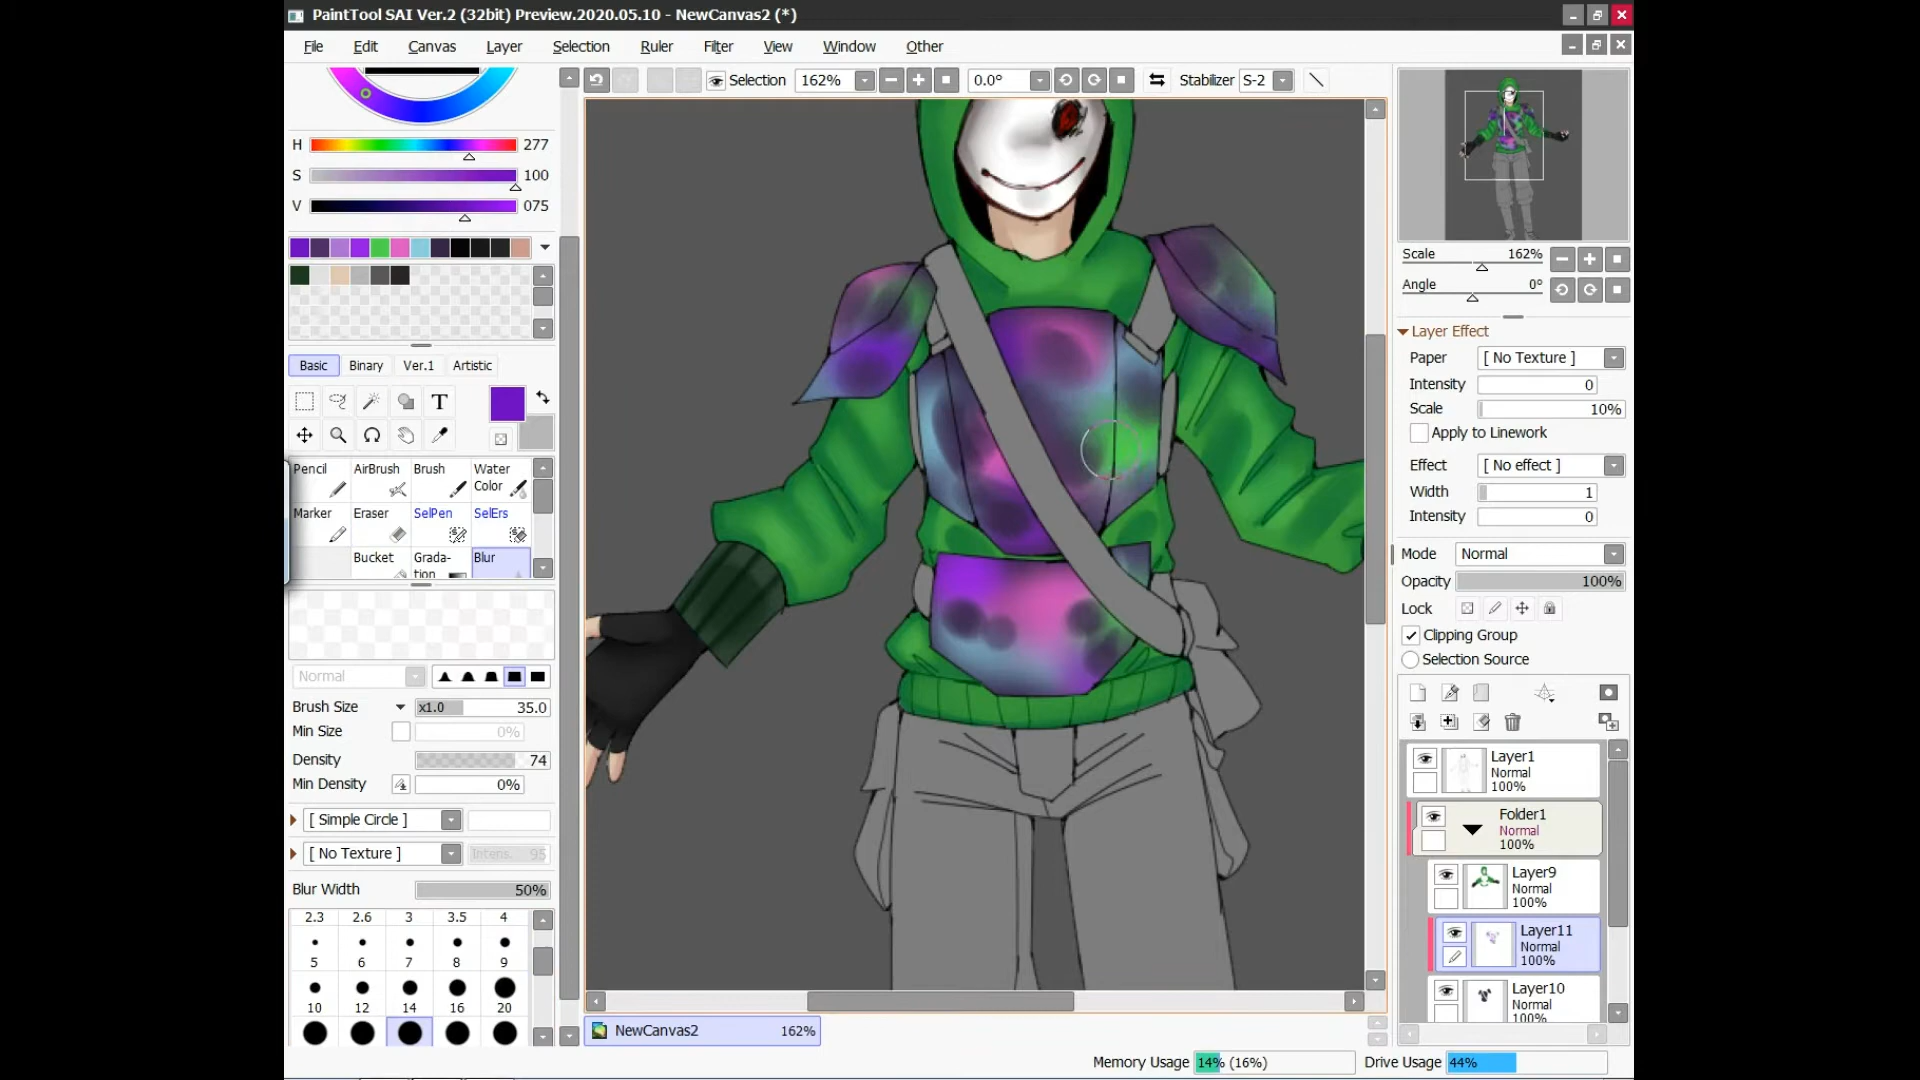 PaintTool SAI Ver.2 (32bit) Preview.2020.05.10 - NewCanvas2 (*)
File Edit Canvas Layer Selection Ruler Filter View Window Other
Selection 162% 0.0° Stabilizer S-2
H 277
S 100
V 075
Basic Binary Ver.1 Artistic
T
Pencil AirBrush Brush Water Color
Marker Eraser SelPen SelErs
Bucket Grada-tion Blur
Normal
Brush Size x1.0 35.0
Min Size 0%
Density 74
Min Density 0%
[ Simple Circle ]
[ No Texture ] Intens. 95
Blur Width 50%
2.3 2.6 3 3.5 4
5 6 7 8 9
10 12 14 16 20
NewCanvas2 162%
Scale 162%
Angle 0°
Layer Effect
Paper [ No Texture ]
Intensity 0
Scale 10%
Apply to Linework
Effect [ No effect ]
Width 1
Intensity 0
Mode Normal
Opacity 100%
Lock
Clipping Group
Selection Source
Layer1
Normal
100%
Folder1
Normal
100%
Layer9
Normal
100%
Layer11
Normal
100%
Layer10
Normal
100%
Memory Usage 14% (16%) Drive Usage 44%